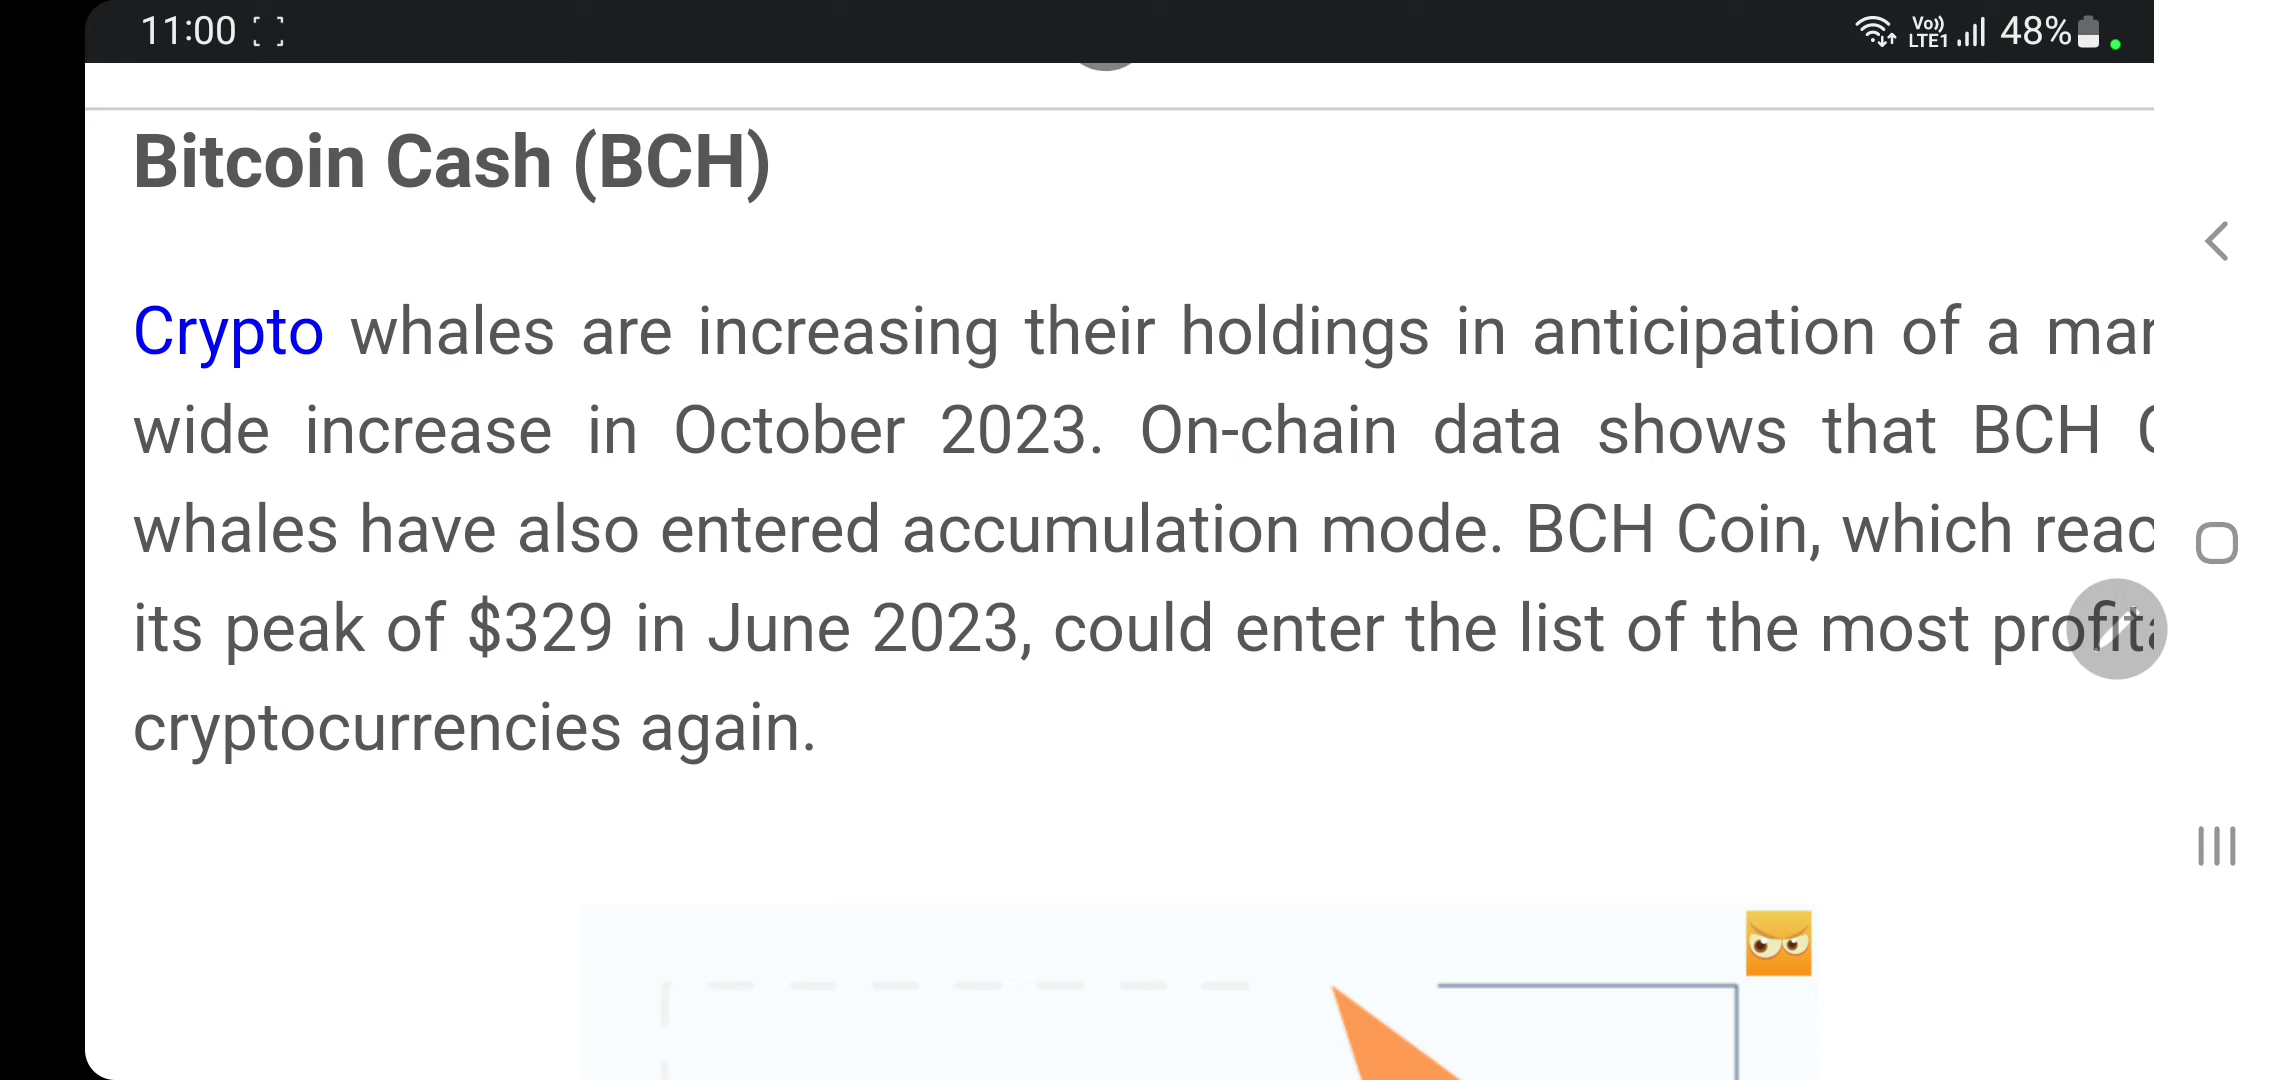 11:00
Vo)) LTE1 48%
Bitcoin Cash (BCH)
Crypto whales are increasing their holdings in anticipation of a
wide increase in October 2023. On-chain data shows that BCH
whales have also entered accumulation mode. BCH Coin, which
its peak of $329 in June 2023, could enter the list of the most
cryptocurrencies again.